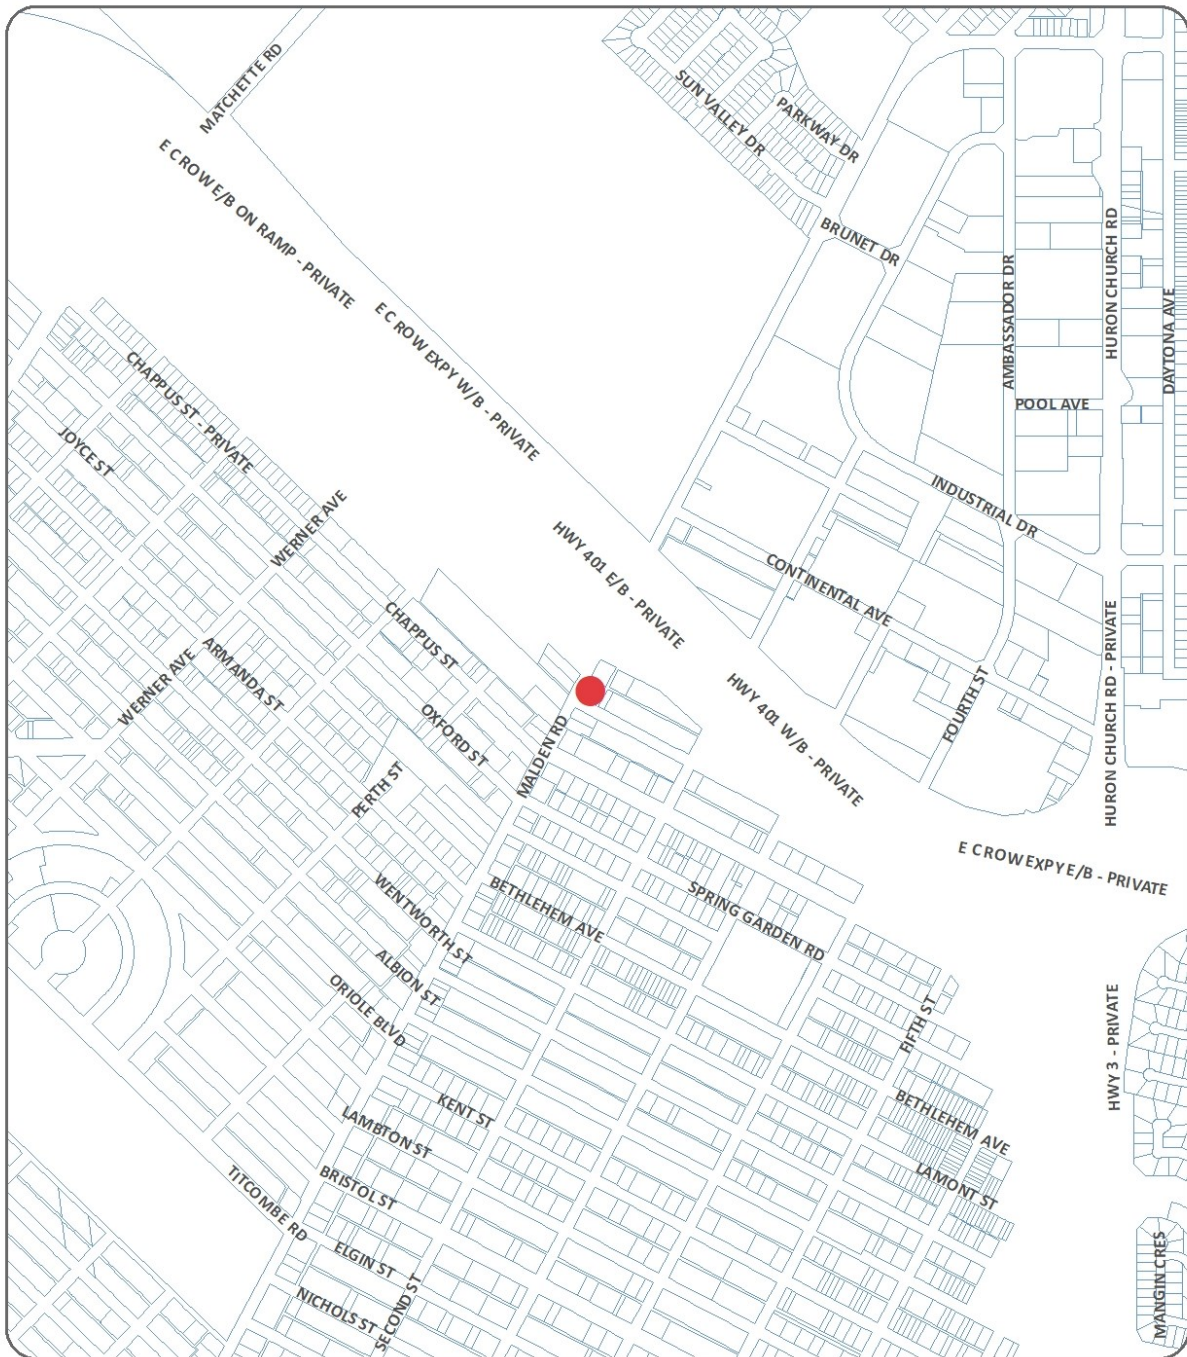 MATCHETTE RD
SUN VALLEY DR
PARKWAY DR
E C ROW E/B ON RAMP - PRIVATE
BRUNET DR
HURON CHURCH RD
AMBASSADOR DR
DAYTONA AVE
E C ROW EXPY W/B - PRIVATE
CHAPPUS ST - PRIVATE
POOL AVE
JOYCE ST
WERNER AVE
INDUSTRIAL DR
HWY 401 E/B - PRIVATE
CONTINENTAL AVE
CHAPPUS ST
HURON CHURCH RD - PRIVATE
ARMANDA ST
WERNER AVE
HWY 401 W/B - PRIVATE
FOURTH ST
OXFORD ST
MALDEN RD
PERTH ST
E C ROW EXPY E/B - PRIVATE
WENTWORTH ST
BETHLEHEM AVE
SPRING GARDEN RD
ALBION ST
ORIOLE BLVD
FIFTH ST
HWY 3 - PRIVATE
KENT ST
BETHLEHEM AVE
LAMBTON ST
LAMONT ST
BRISTOL ST
TITCOMBE RD
ELGIN ST
MANGIN CRES
NICHOLS ST
SECOND ST